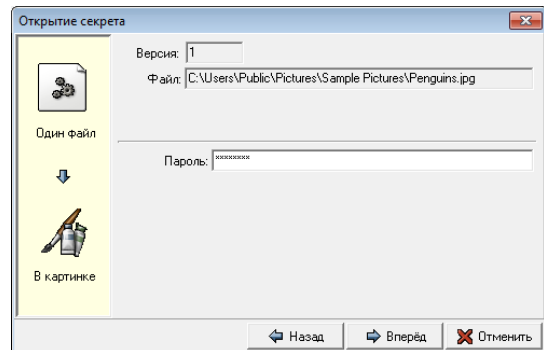 Открытие секрета
Версия: 1
Файл: C:\Users\Public\Pictures\Sample Pictures\Penguins.jpg
Один файл
Пароль: ××××××××
В картинке
Назад
Вперёд
Отменить